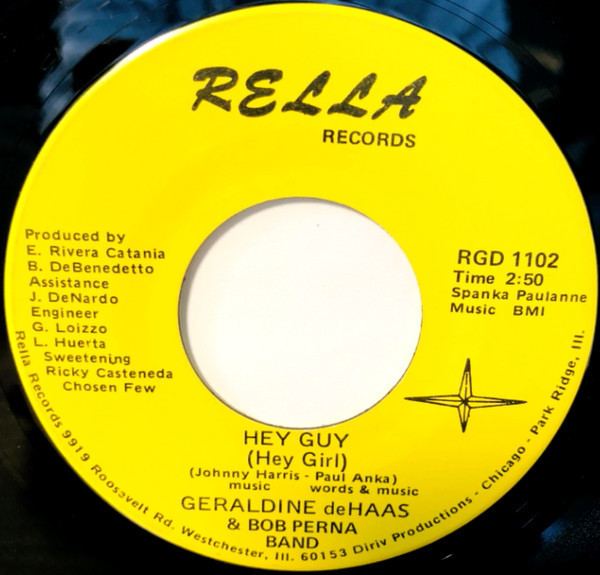 RELLA
RECORDS
Produced by
E. Rivera Catania
B. DeBenedetto
Assistance
J. DeNardo
Engineer
G. Loizzo
L. Huerta
Sweetening
Ricky Casteneda
Chosen Few
RGD 1102
Time 2:50
Spanka Paulanne
Music BMI
HEY GUY
(Hey Girl)
(Johnny Harris - Paul Anka)
music words & music
GERALDINE deHAAS
& BOB PERNA
BAND
Rella Records 9919 Roosevelt Rd. Westchester, Ill. 60153 Diriv Productions - Chicago - Park Ridge, Ill.